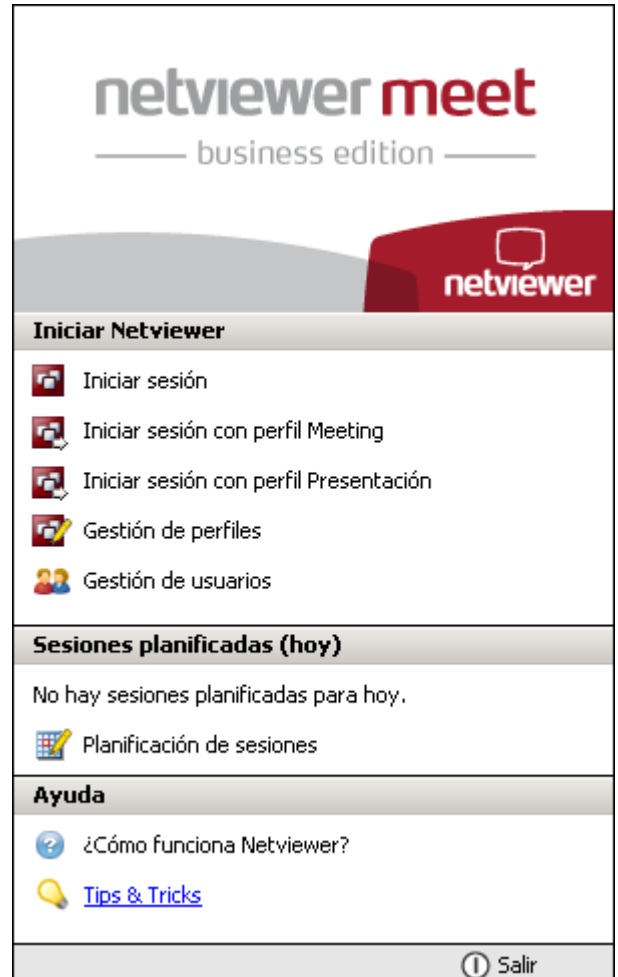 netviewer meet
business edition
netviewer
Iniciar Netviewer
Iniciar sesión
Iniciar sesión con perfil Meeting
Iniciar sesión con perfil Presentación
Gestión de perfiles
Gestión de usuarios
Sesiones planificadas (hoy)
No hay sesiones planificadas para hoy.
Planificación de sesiones
Ayuda
¿Cómo funciona Netviewer?
Tips & Tricks
Salir